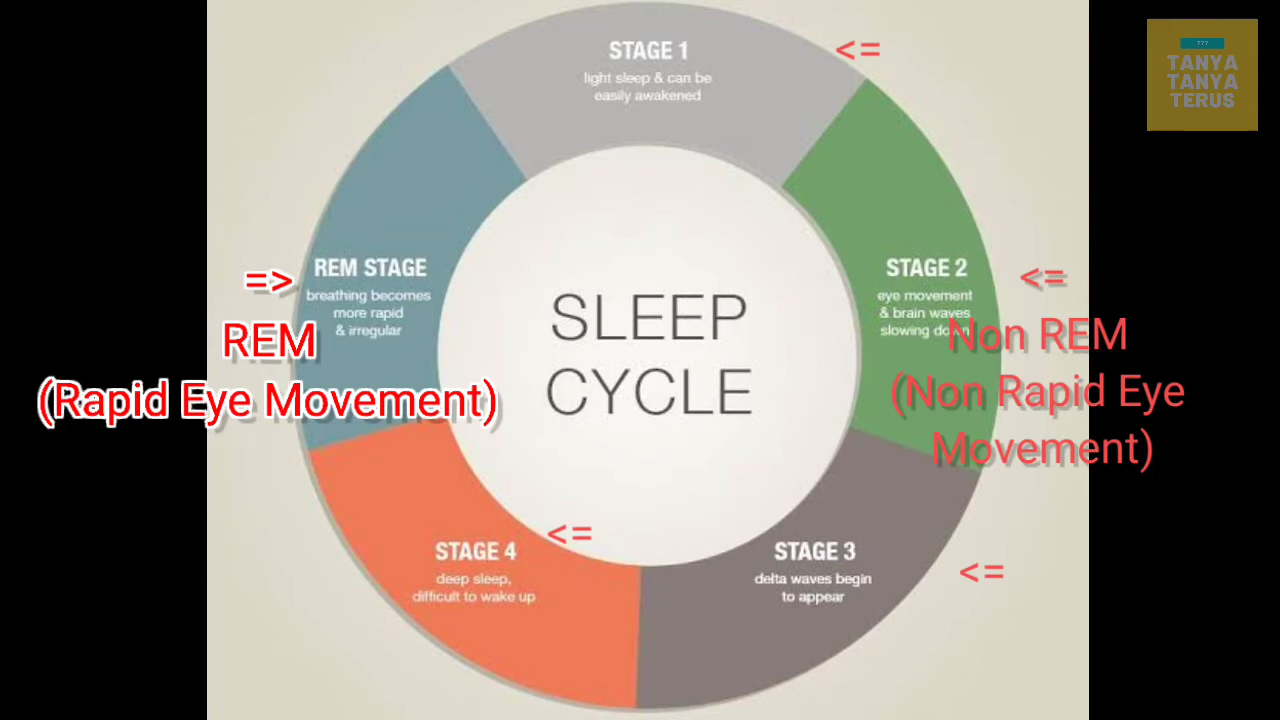 STAGE 1
light sleep & can be
easily awakened
<=
???
TANYA
TANYA
TERUS
=>
REM STAGE
breathing becomes
more rapid
& irregular
REM
(Rapid Eye Movement)
SLEEP
CYCLE
STAGE 2
eye movement
& brain waves
slowing down
<=
Non REM
(Non Rapid Eye
Movement)
STAGE 4
deep sleep,
difficult to wake up
<=
STAGE 3
delta waves begin
to appear
<=